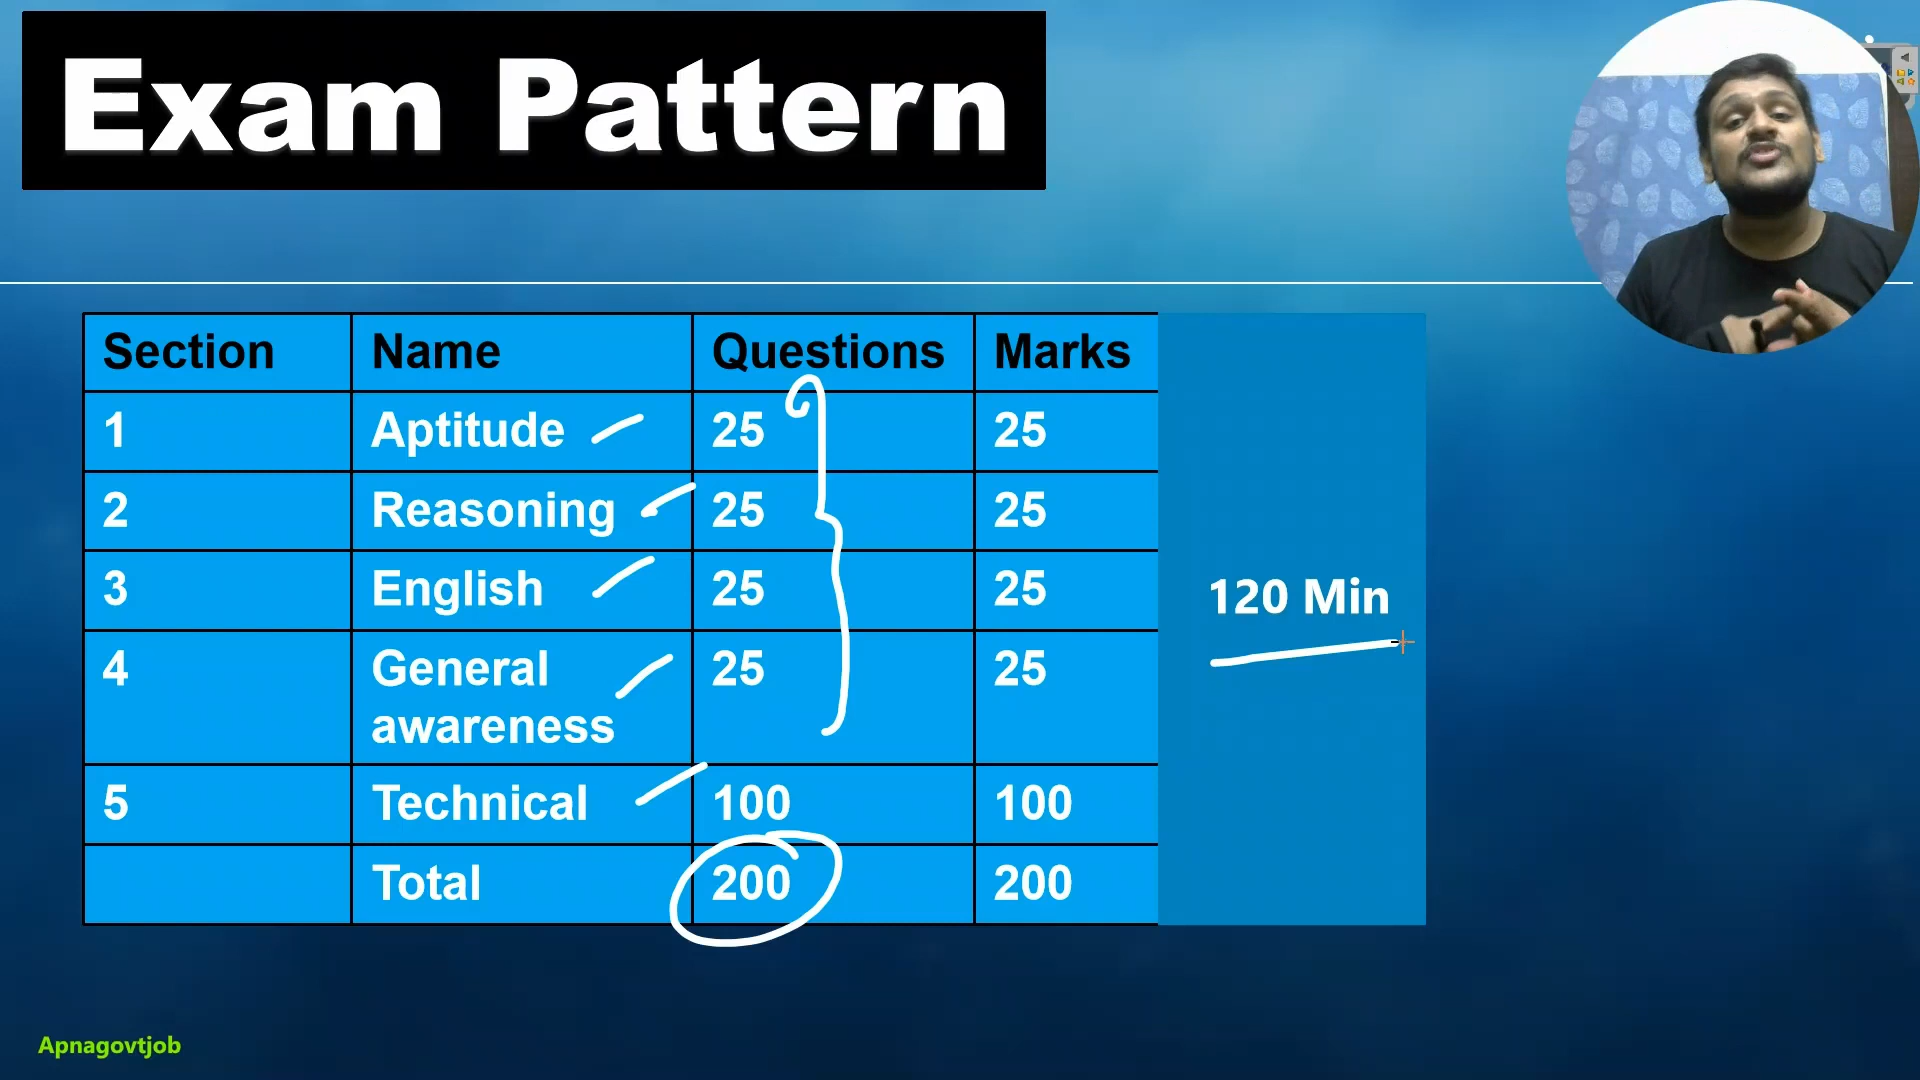 Exam Pattern
Section Name Questions Marks
1 Aptitude 25 25
2 Reasoning 25 25
3 English 25 25
4 General awareness 25 25
5 Technical 100 100
Total 200 200
120 Min
Apnagovtjob